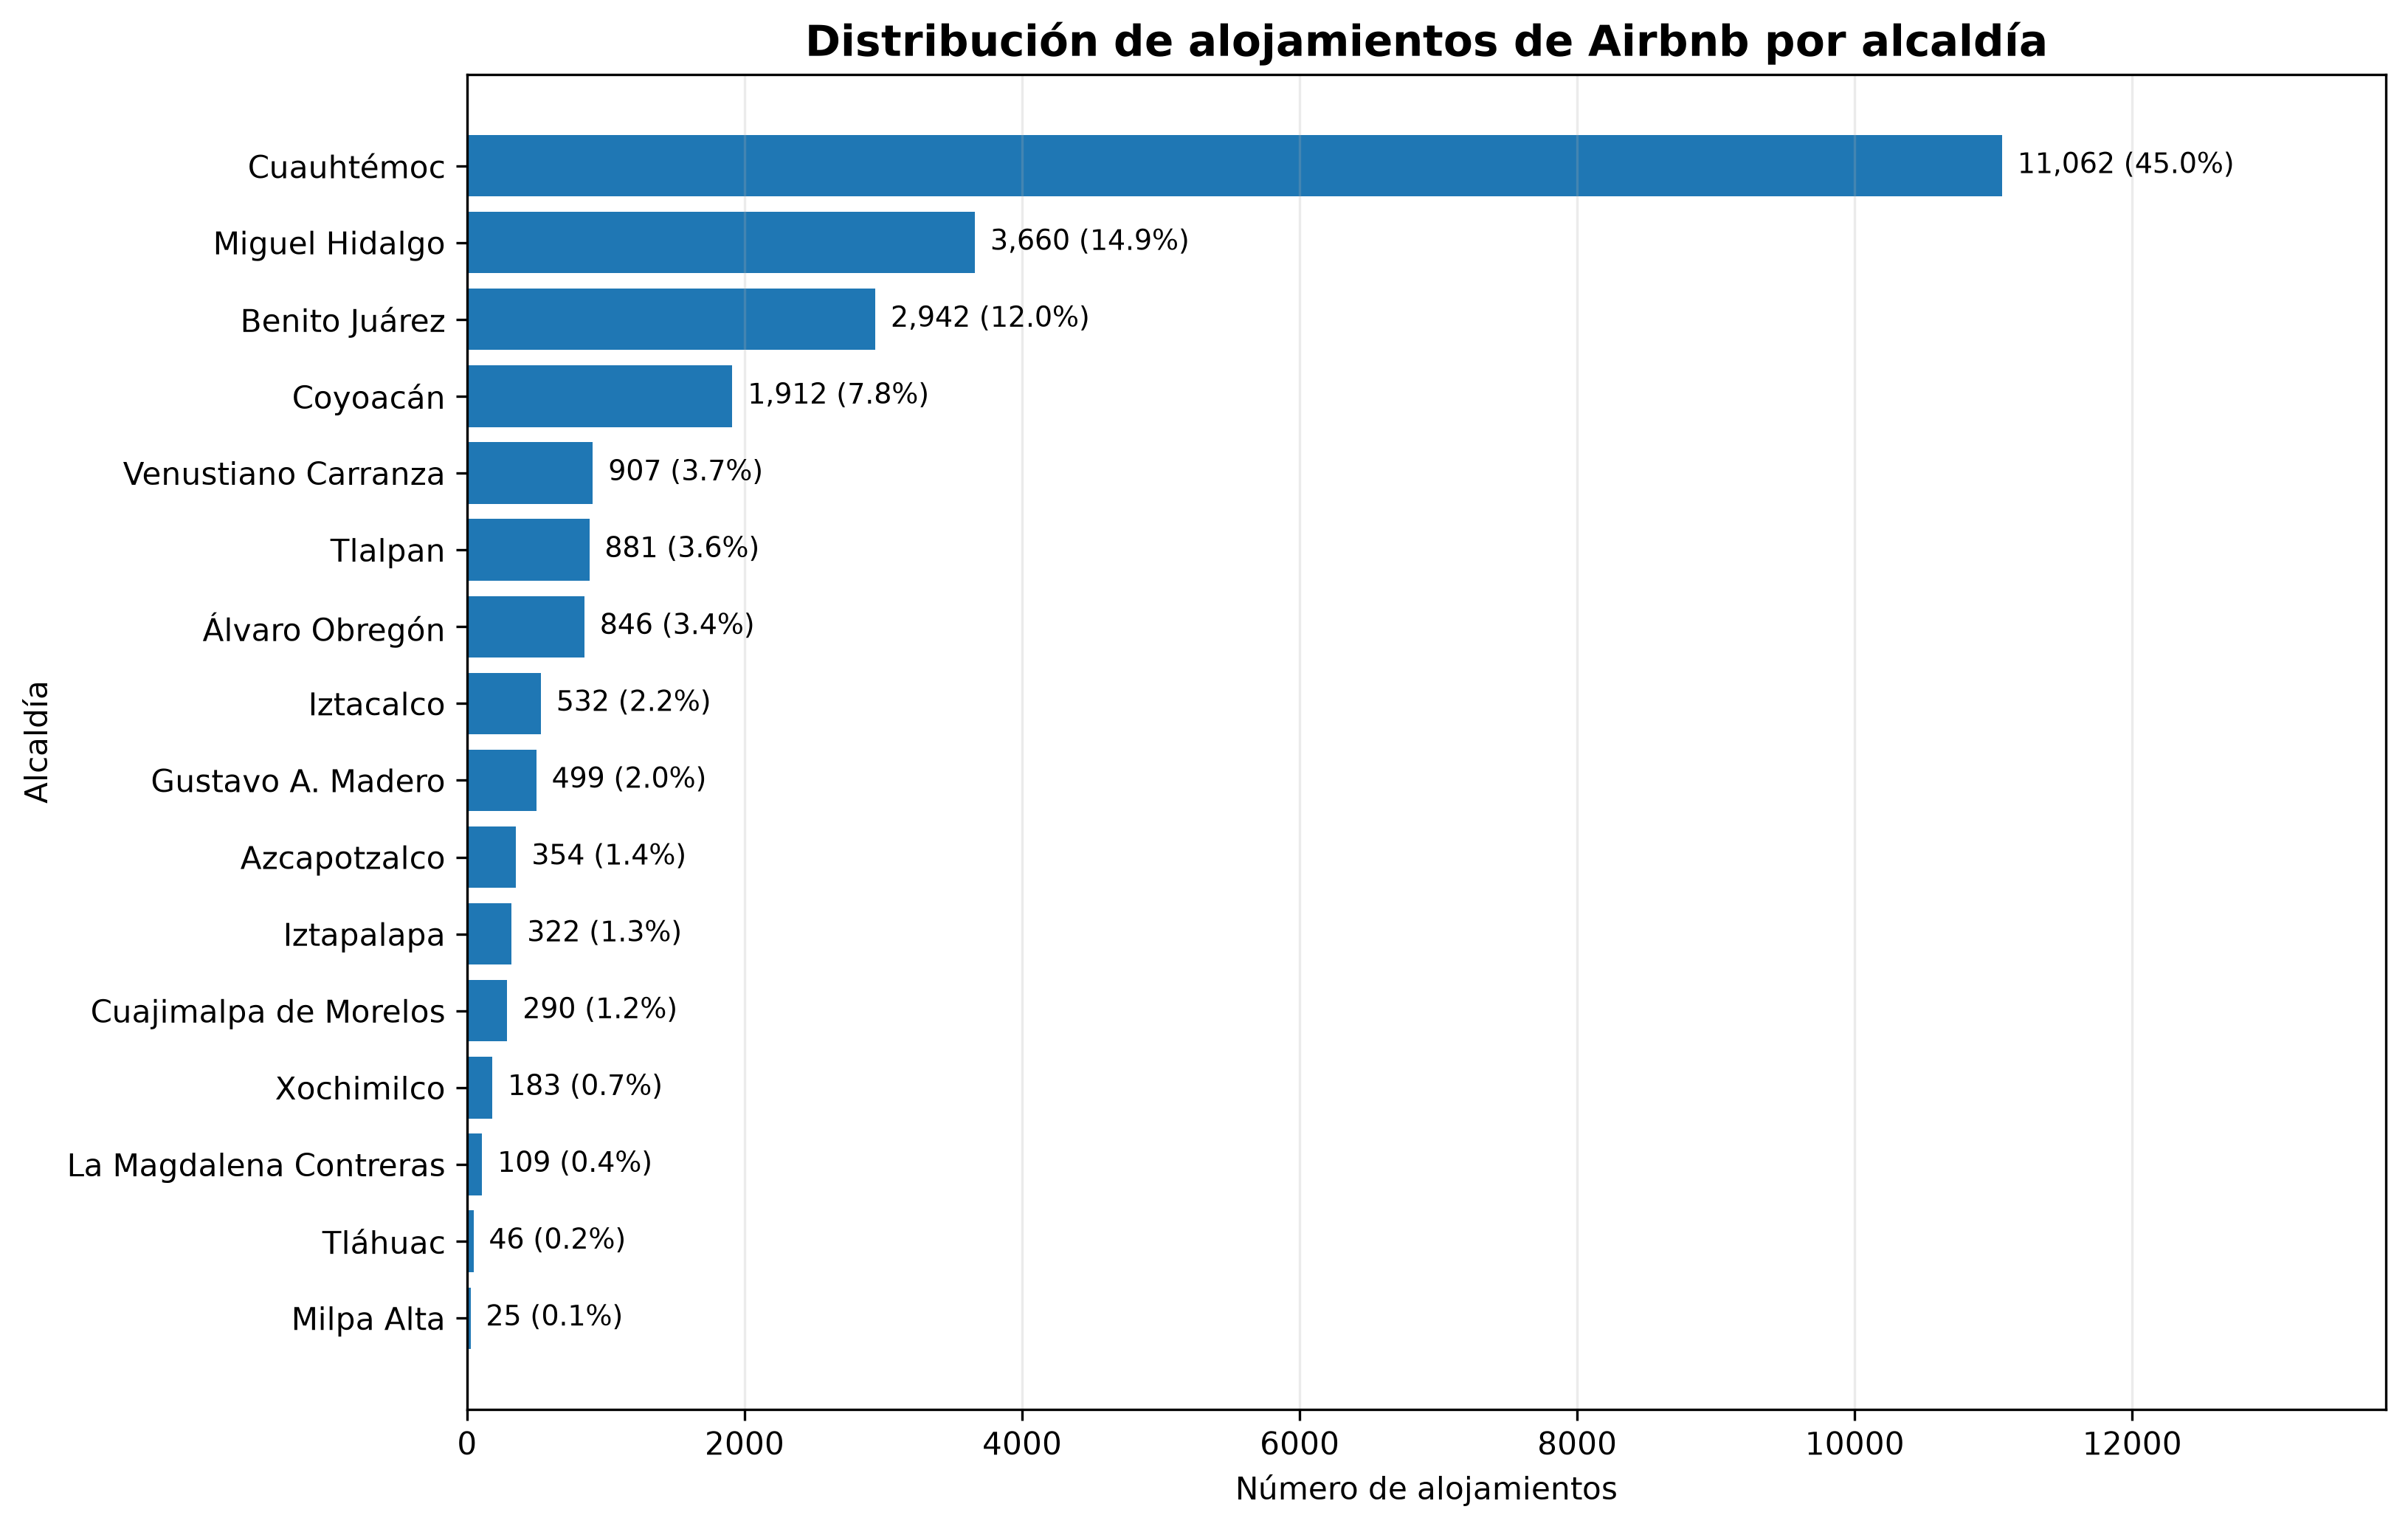 Distribución de alojamientos de Airbnb por alcaldía
Alcaldía
Cuauhtémoc 11,062 (45.0%)
Miguel Hidalgo 3,660 (14.9%)
Benito Juárez 2,942 (12.0%)
Coyoacán 1,912 (7.8%)
Venustiano Carranza 907 (3.7%)
Tlalpan 881 (3.6%)
Álvaro Obregón 846 (3.4%)
Iztacalco 532 (2.2%)
Gustavo A. Madero 499 (2.0%)
Azcapotzalco 354 (1.4%)
Iztapalapa 322 (1.3%)
Cuajimalpa de Morelos 290 (1.2%)
Xochimilco 183 (0.7%)
La Magdalena Contreras 109 (0.4%)
Tláhuac 46 (0.2%)
Milpa Alta 25 (0.1%)
0 2000 4000 6000 8000 10000 12000
Número de alojamientos